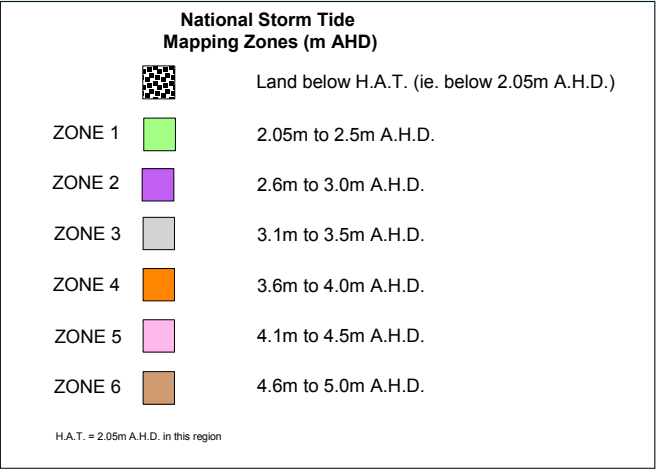 National Storm Tide
Mapping Zones (m AHD)
Land below H.A.T. (ie. below 2.05m A.H.D.)
ZONE 1 2.05m to 2.5m A.H.D.
ZONE 2 2.6m to 3.0m A.H.D.
ZONE 3 3.1m to 3.5m A.H.D.
ZONE 4 3.6m to 4.0m A.H.D.
ZONE 5 4.1m to 4.5m A.H.D.
ZONE 6 4.6m to 5.0m A.H.D.
H.A.T. = 2.05m A.H.D. in this region